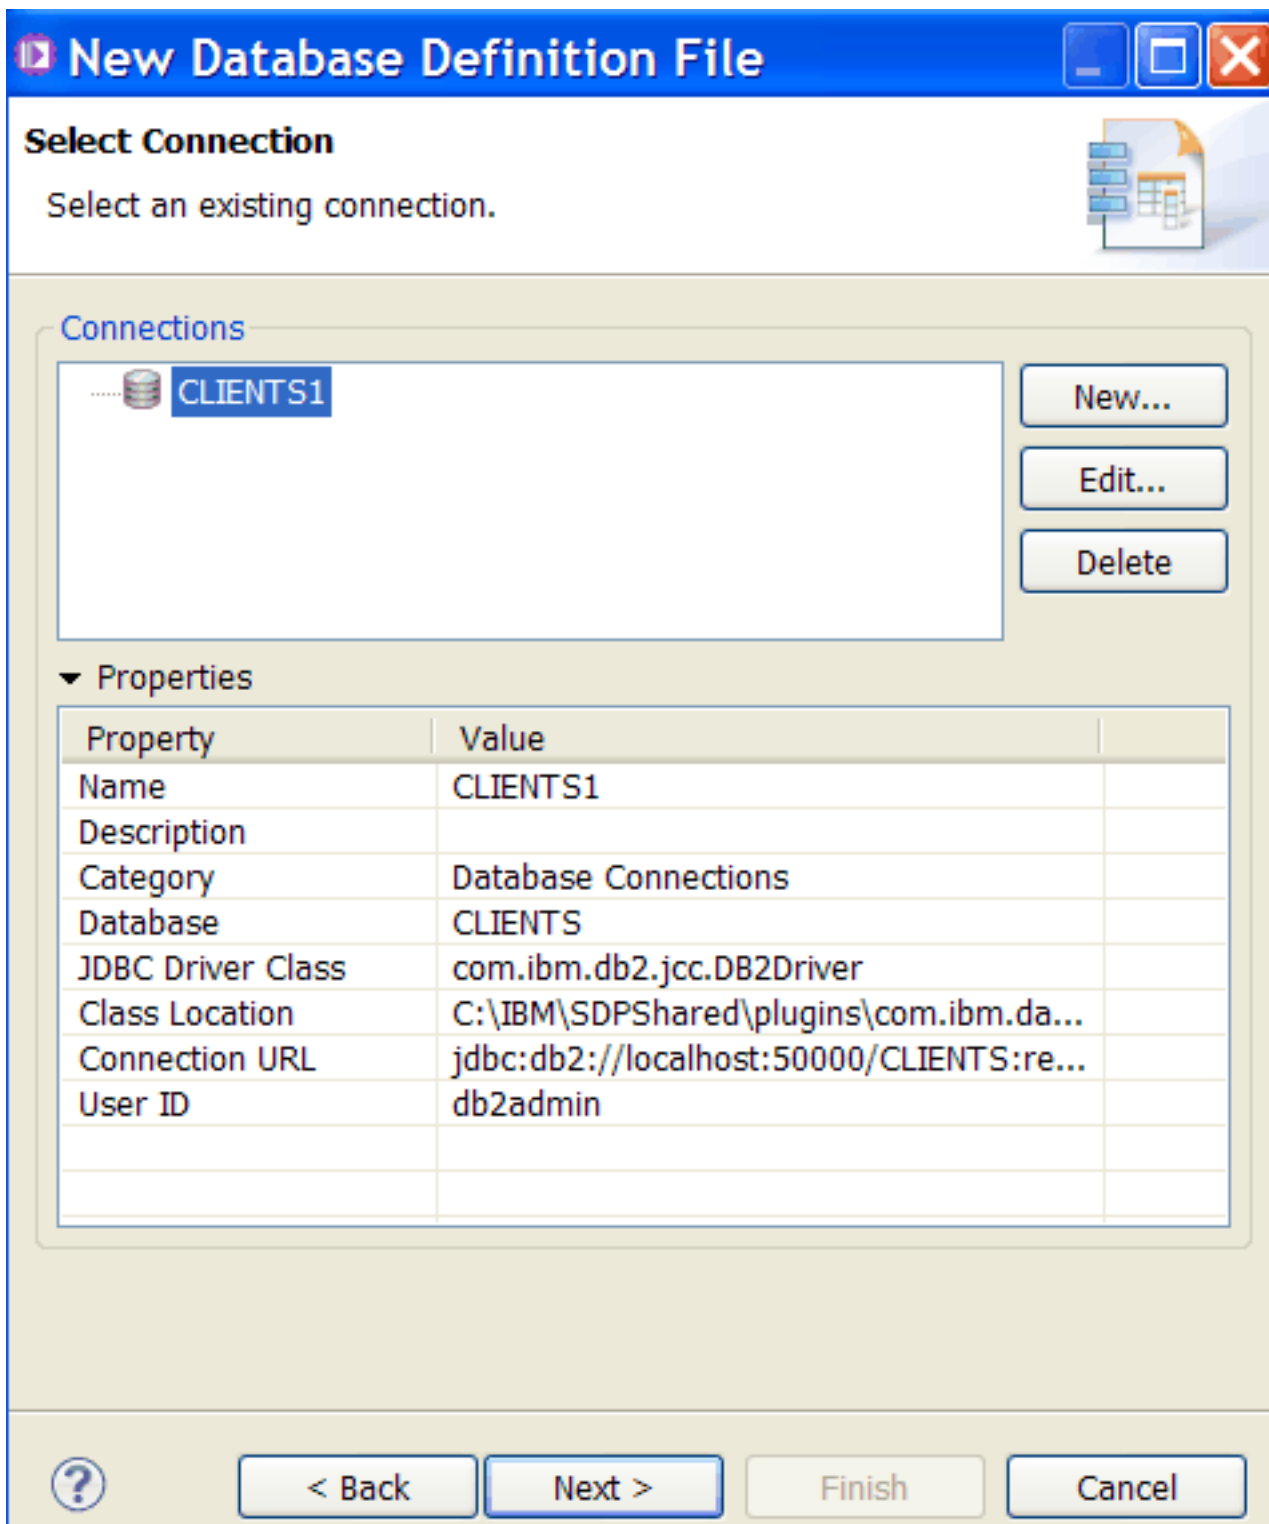 New Database Definition File
Select Connection
Select an existing connection.
Connections
CLIENTS1
New...
Edit...
Delete
Properties
Property Value
Name CLIENTS1
Description
Category Database Connections
Database CLIENTS
JDBC Driver Class com.ibm.db2.jcc.DB2Driver
Class Location C:\IBM\SDPShared\plugins\com.ibm.da...
Connection URL jdbc:db2://localhost:50000/CLIENTS:re...
User ID db2admin
? < Back Next > Finish Cancel